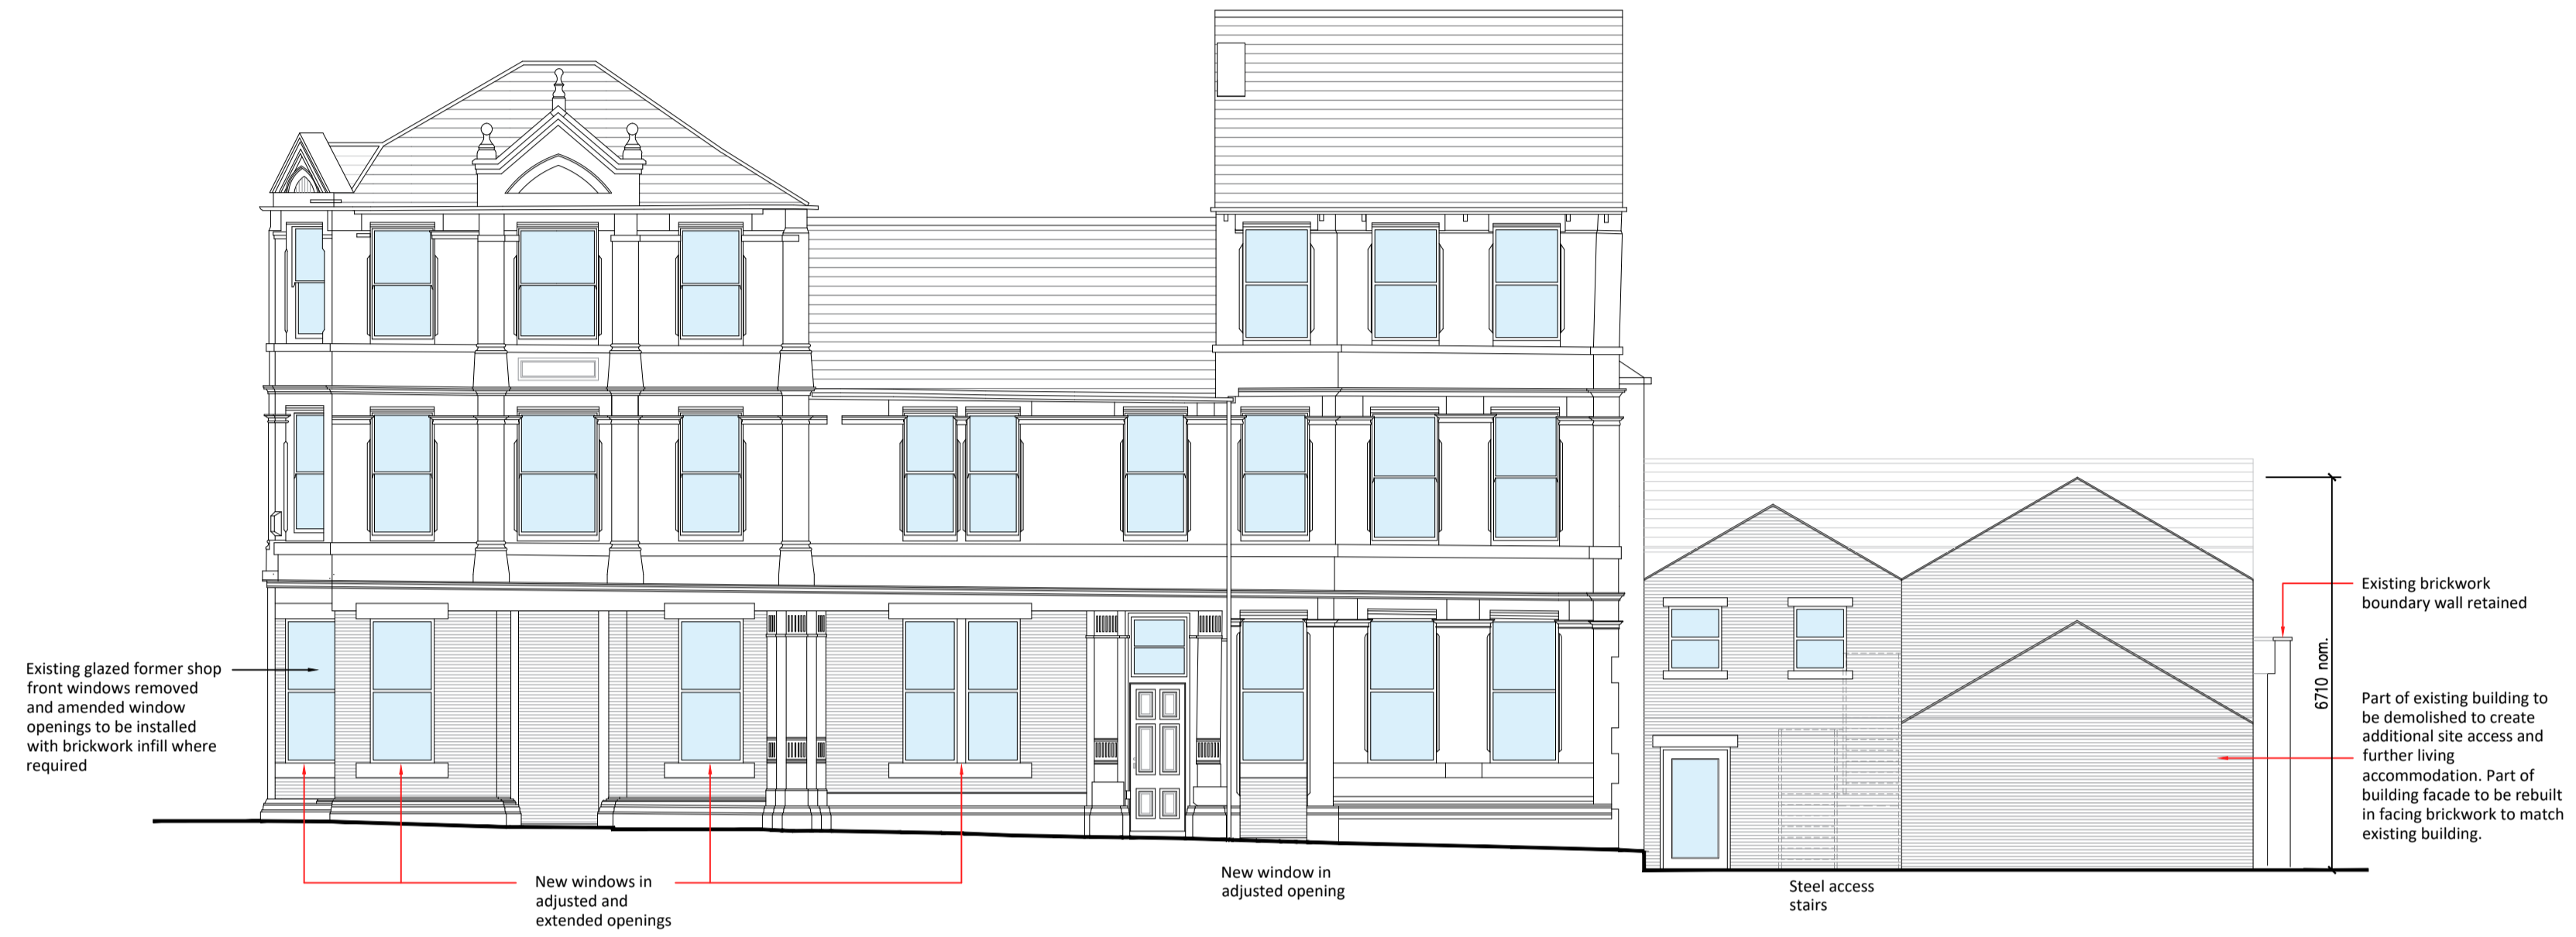 Existing glazed former shop
front windows removed
and amended window
openings to be installed
with brickwork infill where
required
New windows in
adjusted and
extended openings
New window in
adjusted opening
Steel access
stairs
6710 nom.
Existing brickwork
boundary wall retained
Part of existing building to
be demolished to create
additional site access and
further living
accommodation. Part of
building facade to be rebuilt
in facing brickwork to match
existing building.